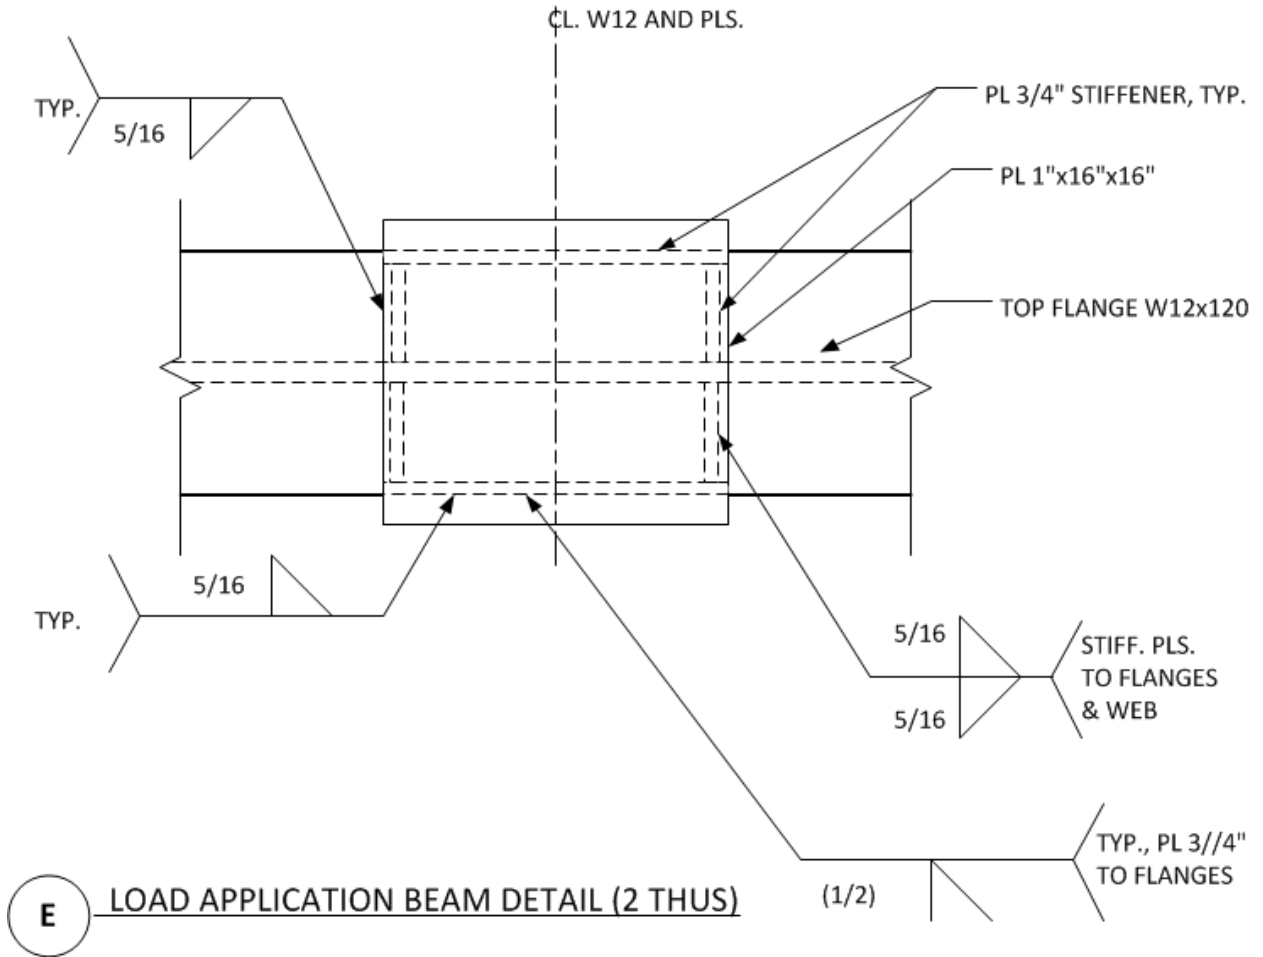 CL. W12 AND PLS.
TYP.
5/16
PL 3/4" STIFFENER, TYP.
PL 1"x16"x16"
TOP FLANGE W12x120
5/16
TYP.
5/16
5/16
STIFF. PLS.
TO FLANGES
& WEB
(1/2)
TYP., PL 3//4"
TO FLANGES
E
LOAD APPLICATION BEAM DETAIL (2 THUS)